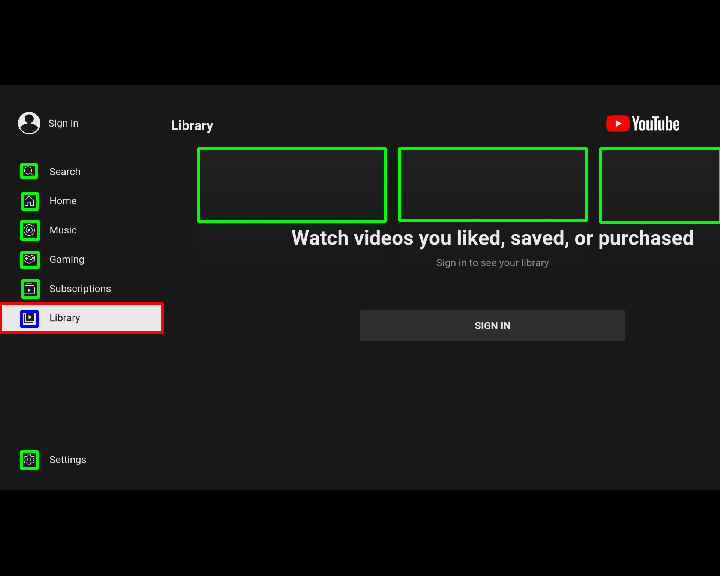 Sign In
Library
YouTube
Search
Home
Music
Gaming
Subscriptions
Library
Settings
Watch videos you liked, saved, or purchased
Sign in to see your library
SIGN IN